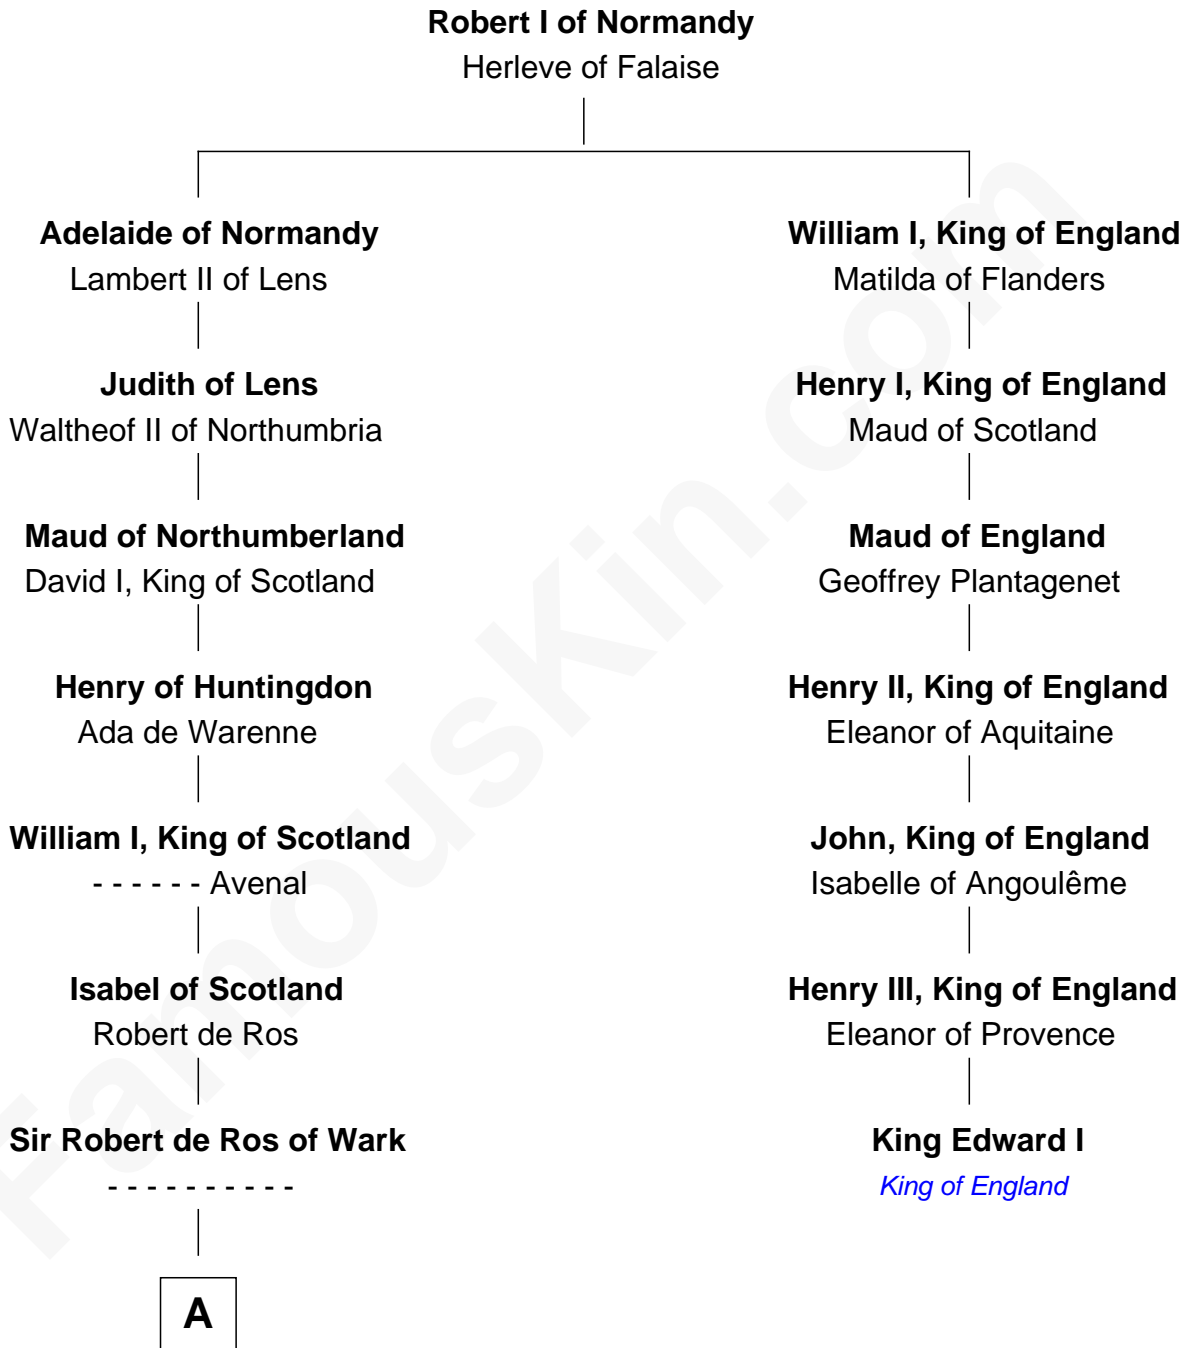 Robert I of Normandy
Herleve of Falaise
Adelaide of Normandy
Lambert II of Lens
William I, King of England
Matilda of Flanders
Judith of Lens
Waltheof II of Northumbria
Henry I, King of England
Maud of Scotland
Maud of Northumberland
David I, King of Scotland
Maud of England
Geoffrey Plantagenet
Henry of Huntingdon
Ada de Warenne
Henry II, King of England
Eleanor of Aquitaine
William I, King of Scotland
- - - - - - Avenal
John, King of England
Isabelle of Angoulême
Isabel of Scotland
Robert de Ros
Henry III, King of England
Eleanor of Provence
Sir Robert de Ros of Wark
- - - - - - - - - -
King Edward I
King of England
A
FamousKin.com